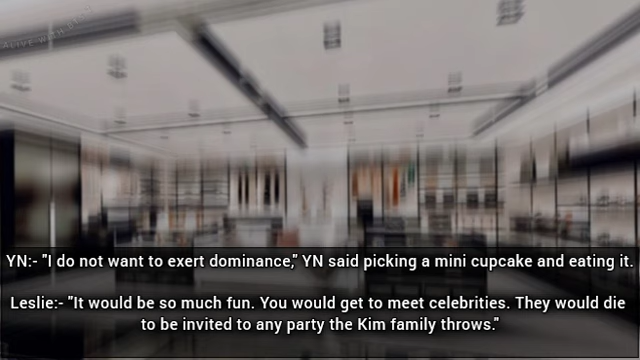 ALIVE WITH
YN:- "I do not want to exert dominance," YN said picking a mini cupcake and eating it.
Leslie:- "It would be so much fun. You would get to meet celebrities. They would die
to be invited to any party the Kim family throws."